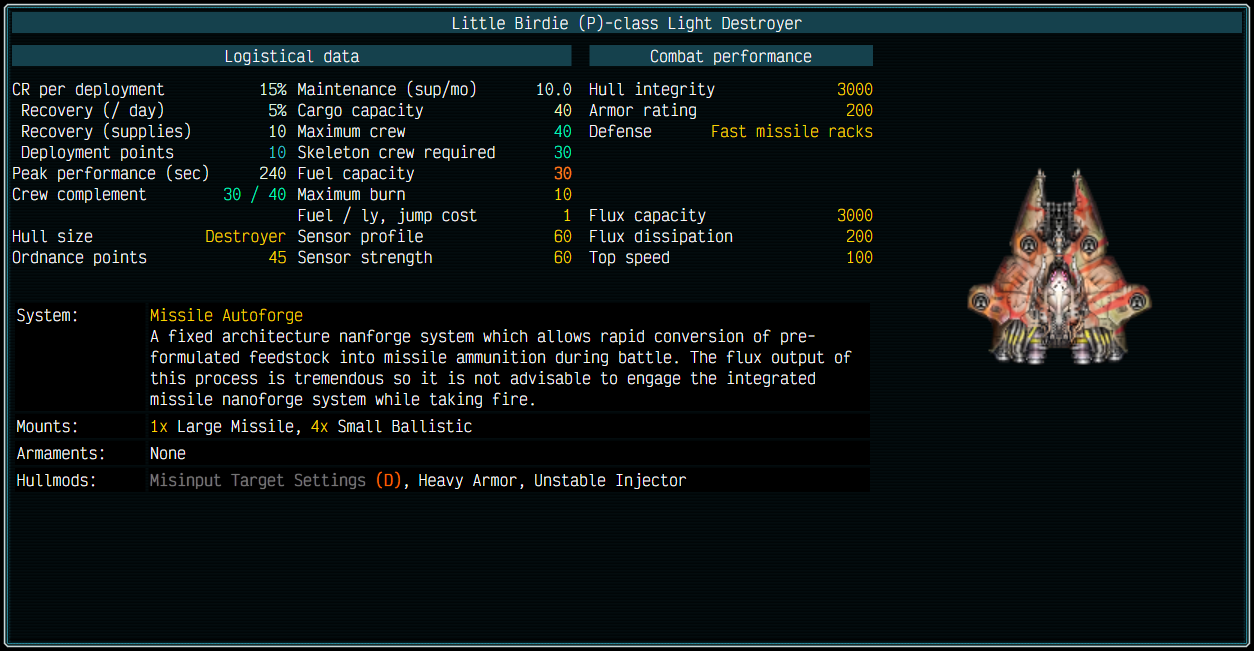 Little Birdie (P)-class Light Destroyer
Logistical data
Combat performance
CR per deployment 15% Maintenance (sup/mo) 10.0 Hull integrity 3000
Recovery (/ day) 5% Cargo capacity 40 Armor rating 200
Recovery (supplies) 10 Maximum crew 40 Defense Fast missile racks
Deployment points 10 Skeleton crew required 30
Peak performance (sec) 240 Fuel capacity 30
Crew complement 30 / 40 Maximum burn 10
Fuel / ly, jump cost 1 Flux capacity 3000
Hull size Destroyer Sensor profile 60 Flux dissipation 200
Ordnance points 45 Sensor strength 60 Top speed 100
System: Missile Autoforge
A fixed architecture nanforge system which allows rapid conversion of pre-
formulated feedstock into missile ammunition during battle. The flux output of
this process is tremendous so it is not advisable to engage the integrated
missile nanoforge system while taking fire.
Mounts: 1x Large Missile, 4x Small Ballistic
Armaments: None
Hullmods: Misinput Target Settings (D), Heavy Armor, Unstable Injector